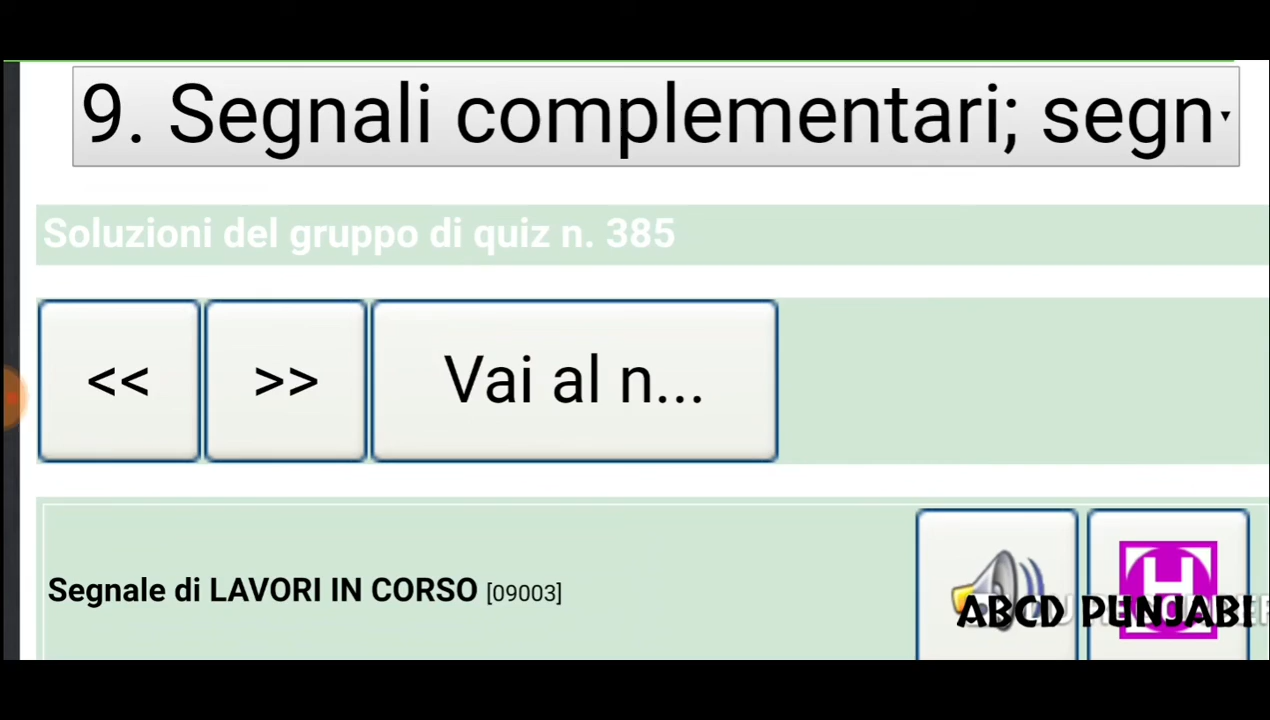 9. Segnali complementari; segn
Soluzioni del gruppo di quiz n. 385
<< >> Vai al n...
Segnale di LAVORI IN CORSO [09003]
H
ABCD PUNJABI